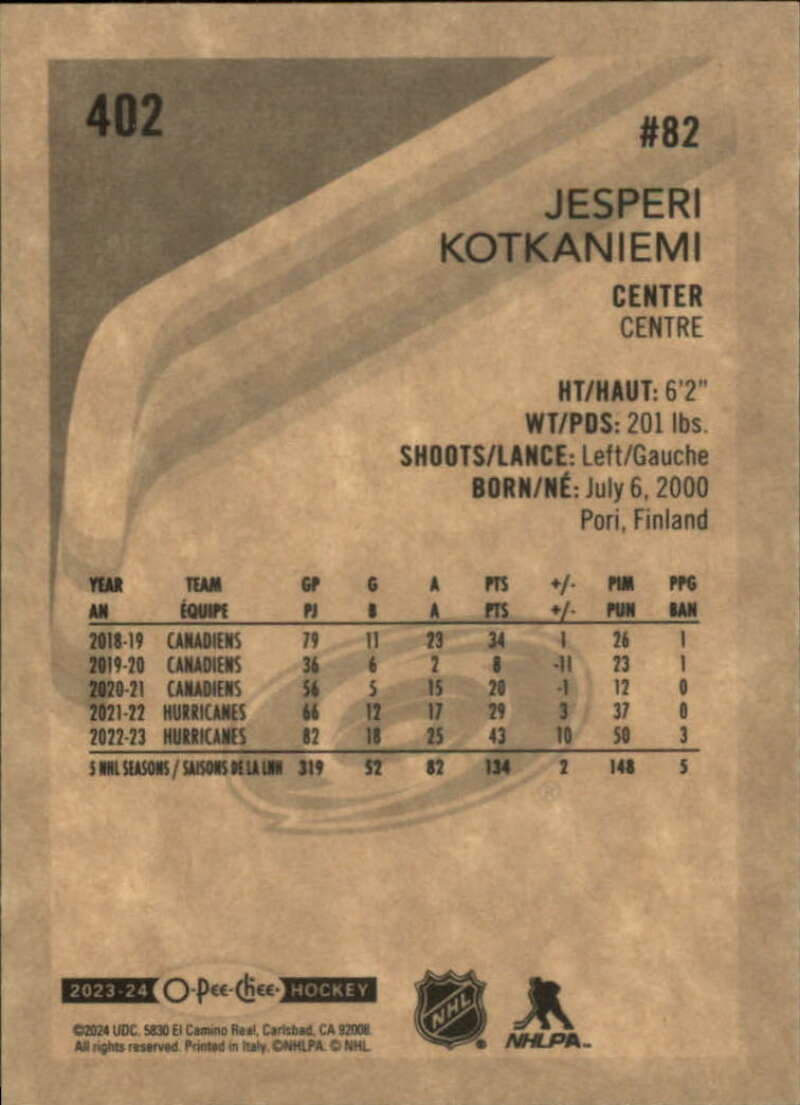 402
#82
JESPERI
KOTKANIEMI
CENTER
CENTRE
HT/HAUT: 6'2"
WT/PDS: 201 lbs.
SHOOTS/LANCE: Left/Gauche
BORN/NÉ: July 6, 2000
Pori, Finland
YEAR TEAM GP G A PTS +/- PIM PPG
AN ÉQUIPE PJ B A PTS +/- PUN BAN
2018-19 CANADIENS 79 11 23 34 1 26 1
2019-20 CANADIENS 36 6 2 8 -11 23 1
2020-21 CANADIENS 56 5 15 20 -1 12 0
2021-22 HURRICANES 66 12 17 29 3 37 0
2022-23 HURRICANES 82 18 25 43 10 50 3
5 NHL SEASONS / SAISONS DE LA LNH 319 52 82 134 2 148 5
®
2023-24 O-Pee-Chee HOCKEY
©2024 UDC. 5830 El Camino Real, Carlsbad, CA 92008.
All rights reserved. Printed in Italy. ©NHLPA. © NHL.
NHL
NHLPA™